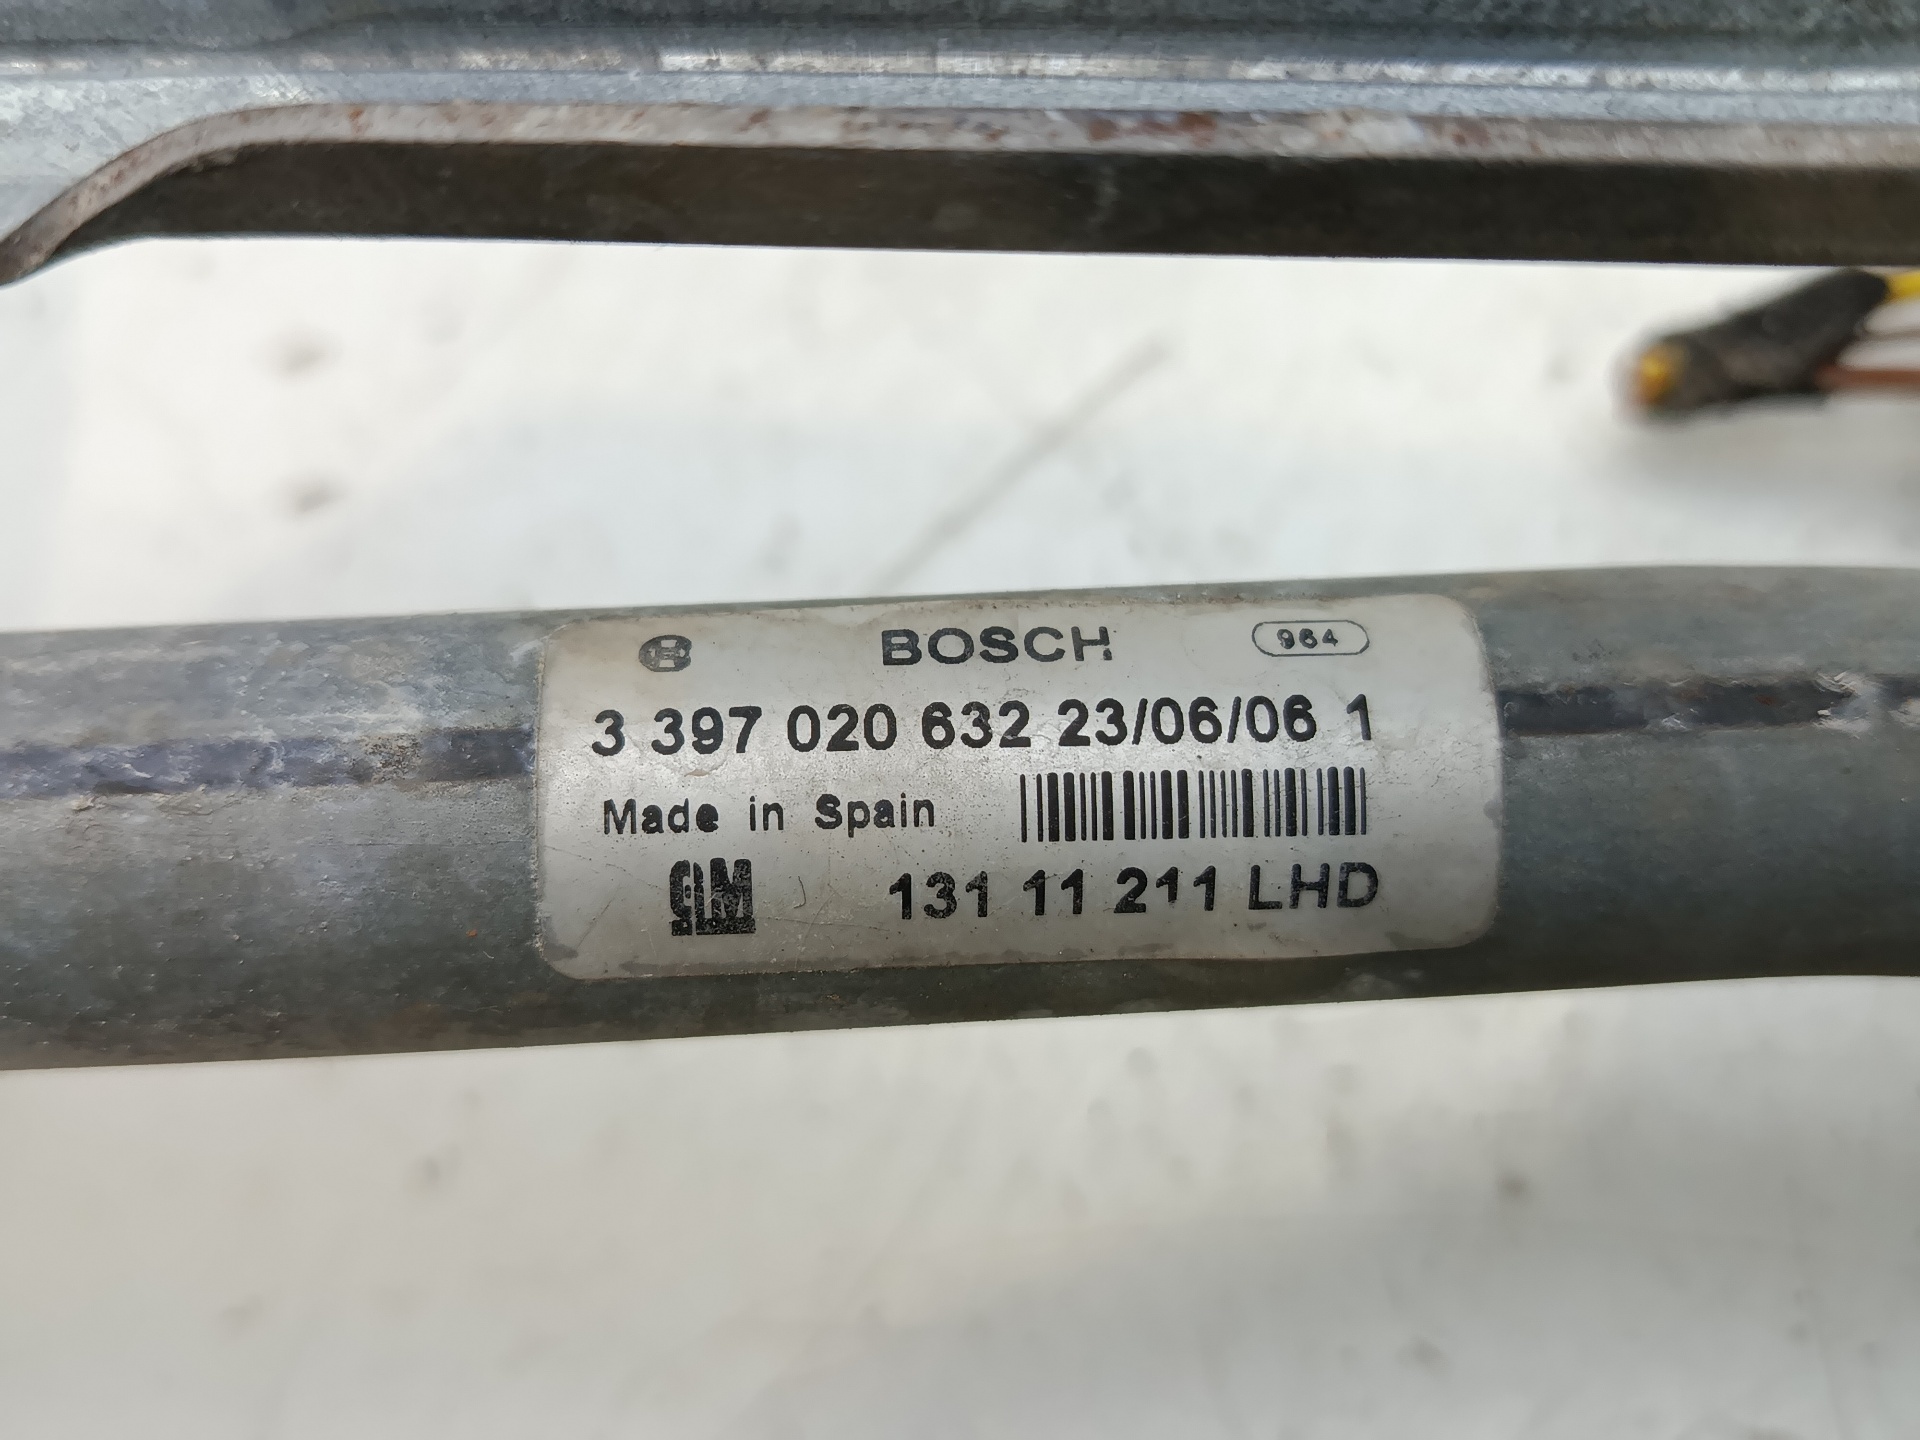 BOSCH 964
3 397 020 632 23/06/06 1
Made in Spain
GM 131 11 211 LHD